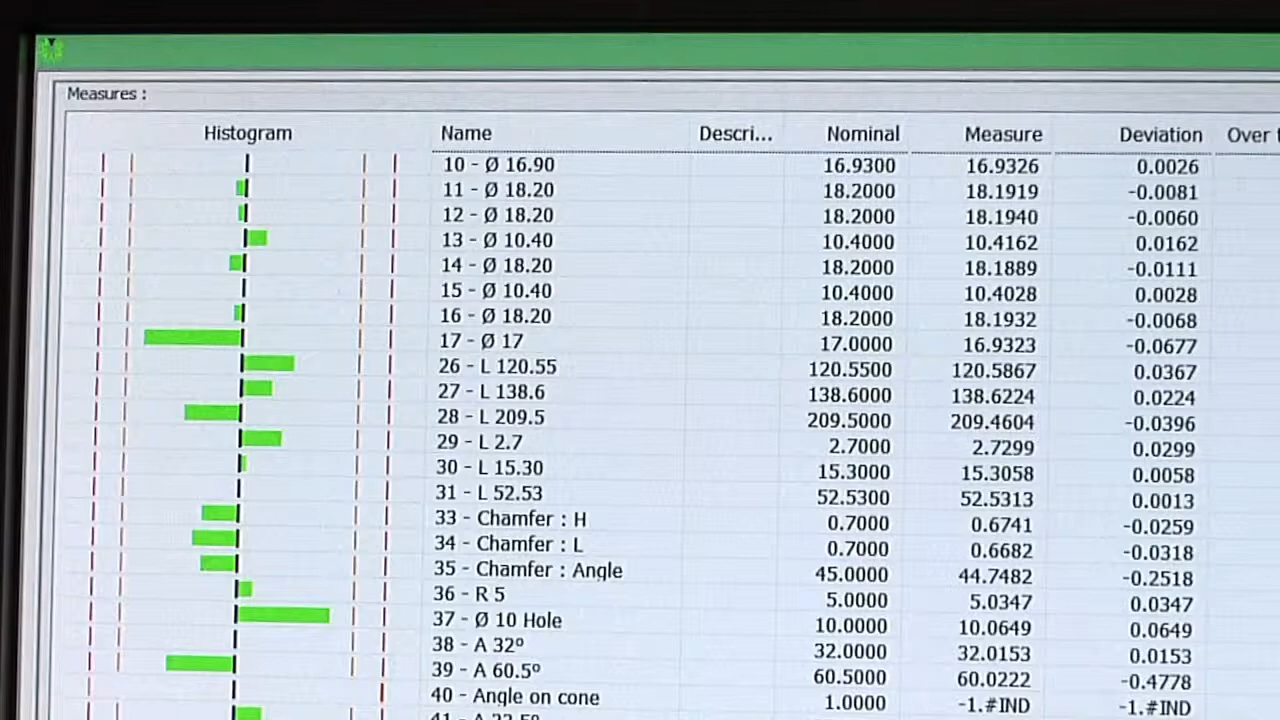 Measures :
Histogram Name Descri... Nominal Measure Deviation Over
10 - Ø 16.90 16.9300 16.9326 0.0026
11 - Ø 18.20 18.2000 18.1919 -0.0081
12 - Ø 18.20 18.2000 18.1940 -0.0060
13 - Ø 10.40 10.4000 10.4162 0.0162
14 - Ø 18.20 18.2000 18.1889 -0.0111
15 - Ø 10.40 10.4000 10.4028 0.0028
16 - Ø 18.20 18.2000 18.1932 -0.0068
17 - Ø 17 17.0000 16.9323 -0.0677
26 - L 120.55 120.5500 120.5867 0.0367
27 - L 138.6 138.6000 138.6224 0.0224
28 - L 209.5 209.5000 209.4604 -0.0396
29 - L 2.7 2.7000 2.7299 0.0299
30 - L 15.30 15.3000 15.3058 0.0058
31 - L 52.53 52.5300 52.5313 0.0013
33 - Chamfer : H 0.7000 0.6741 -0.0259
34 - Chamfer : L 0.7000 0.6682 -0.0318
35 - Chamfer : Angle 45.0000 44.7482 -0.2518
36 - R 5 5.0000 5.0347 0.0347
37 - Ø 10 Hole 10.0000 10.0649 0.0649
38 - A 32º 32.0000 32.0153 0.0153
39 - A 60.5º 60.5000 60.0222 -0.4778
40 - Angle on cone 1.0000 -1.#IND -1.#IND